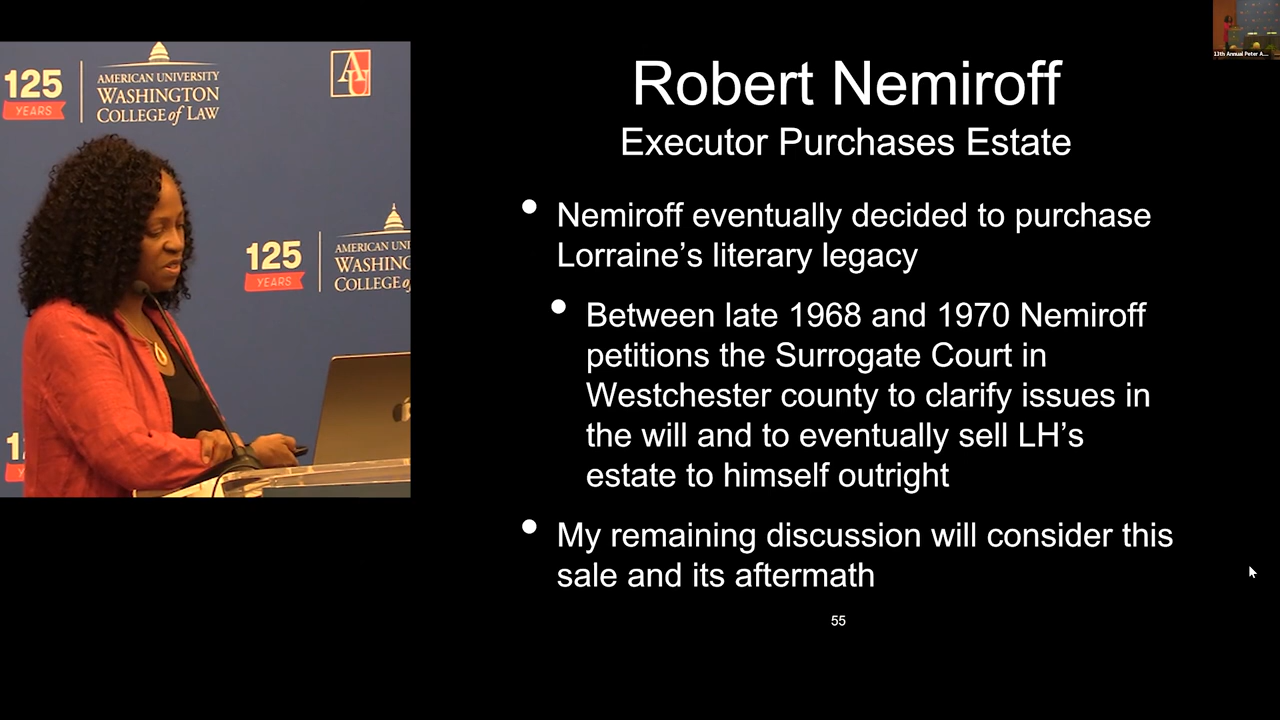 125
YEARS
AMERICAN UNIVERSITY
WASHINGTON
COLLEGE of LAW
AU
125
YEARS
AMERICAN UNI
WASHING
COLLEGE of
Robert Nemiroff
Executor Purchases Estate
• Nemiroff eventually decided to purchase
Lorraine's literary legacy
• Between late 1968 and 1970 Nemiroff
petitions the Surrogate Court in
Westchester county to clarify issues in
the will and to eventually sell LH's
estate to himself outright
• My remaining discussion will consider this
sale and its aftermath
55
13th Annual Peter A...